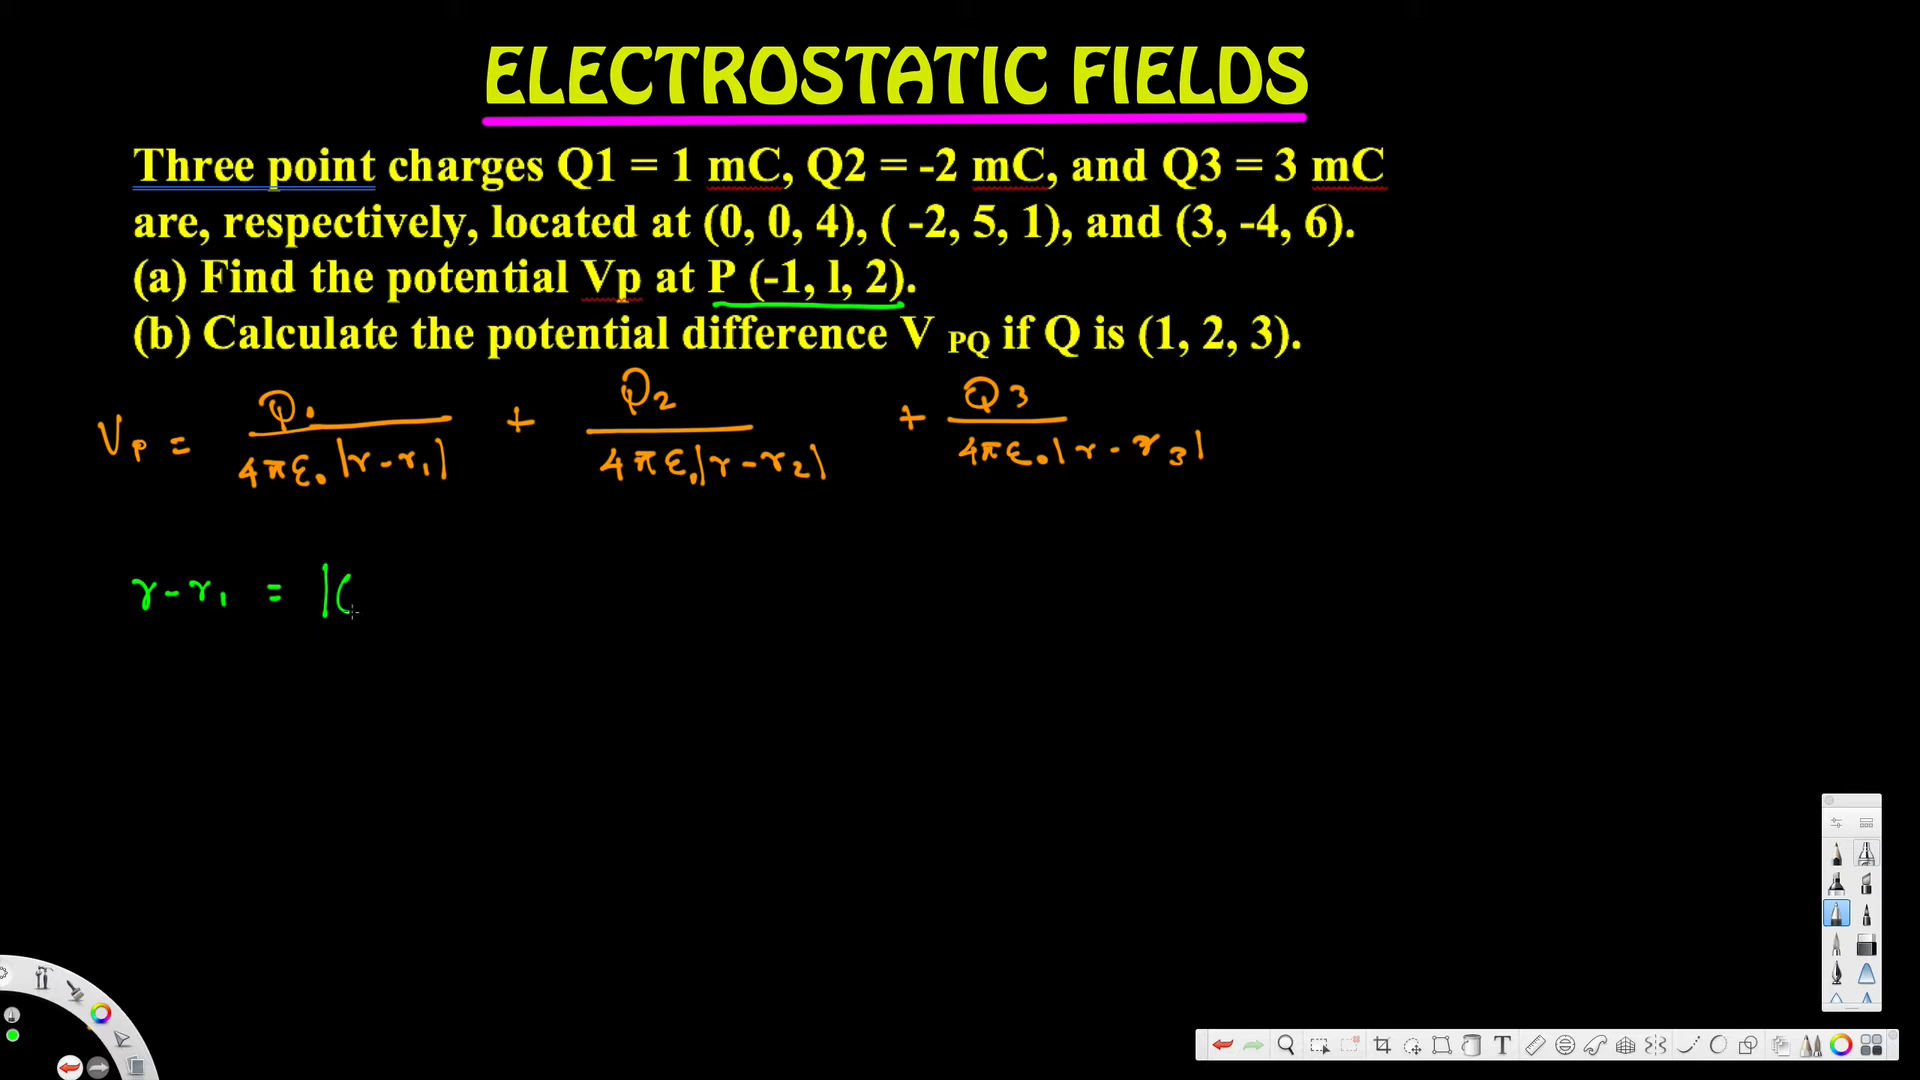 ELECTROSTATIC FIELDS
Three point charges Q1 = 1 mC, Q2 = -2 mC, and Q3 = 3 mC
are, respectively, located at (0, 0, 4), ( -2, 5, 1), and (3, -4, 6).
(a) Find the potential Vp at P (-1, l, 2).
(b) Calculate the potential difference V PQ if Q is (1, 2, 3).
Vp = Q1 / 4πε₀|r-r₁| + Q2 / 4πε₀|r-r₂| + Q3 / 4πε₀|r-r₃|
r-r₁ = |(